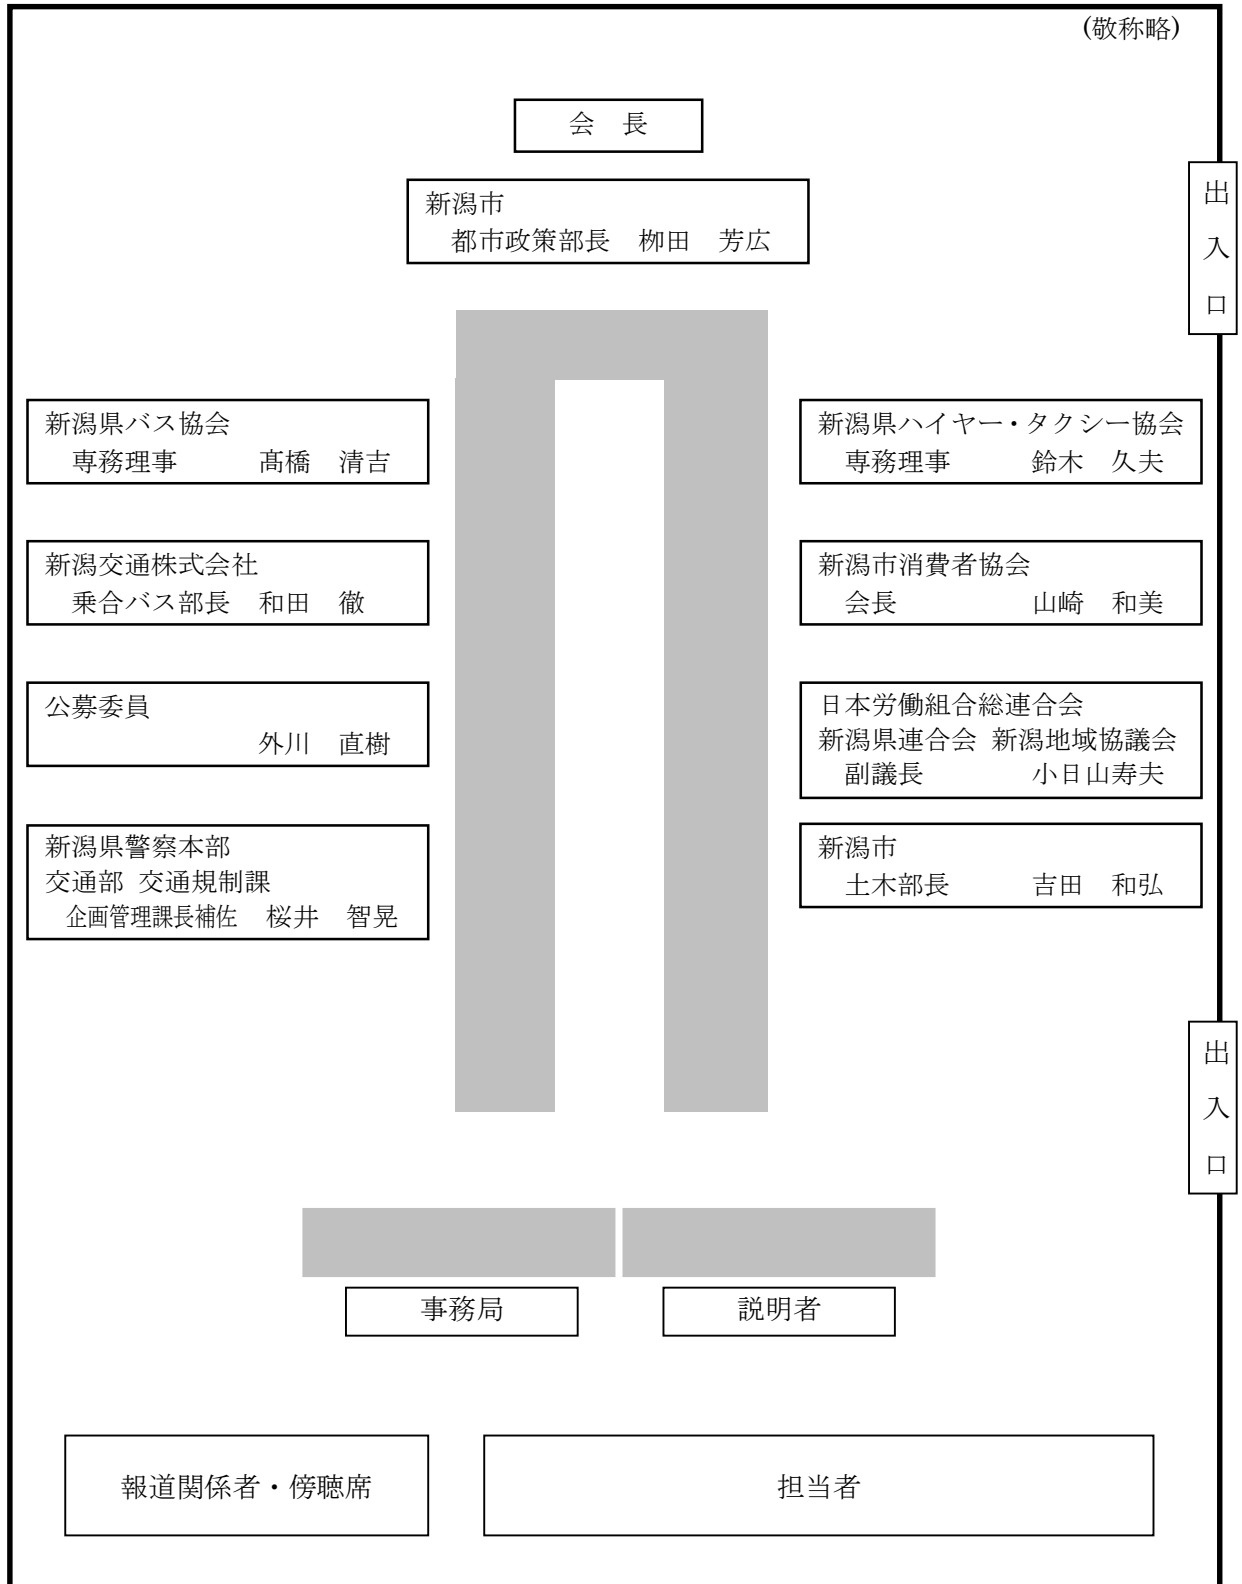 (敬称略)
会 長
新潟市
都市政策部長 栁田 芳広
出入口
新潟県バス協会
専務理事 髙橋 清吉
新潟交通株式会社
乗合バス部長 和田 徹
公募委員
外川 直樹
新潟県警察本部
交通部 交通規制課
企画管理課長補佐 桜井 智晃
新潟県ハイヤー・タクシー協会
専務理事 鈴木 久夫
新潟市消費者協会
会長 山崎 和美
日本労働組合総連合会
新潟県連合会 新潟地域協議会
副議長 小日山寿夫
新潟市
土木部長 吉田 和弘
出入口
事務局
説明者
報道関係者・傍聴席
担当者